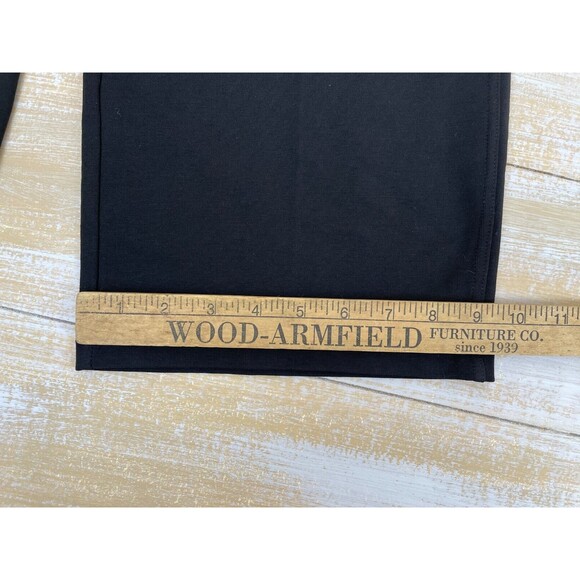 1 2 3 4 5 6 7 8 9 10 11
WOOD-ARMFIELD FURNITURE CO.
since 1939